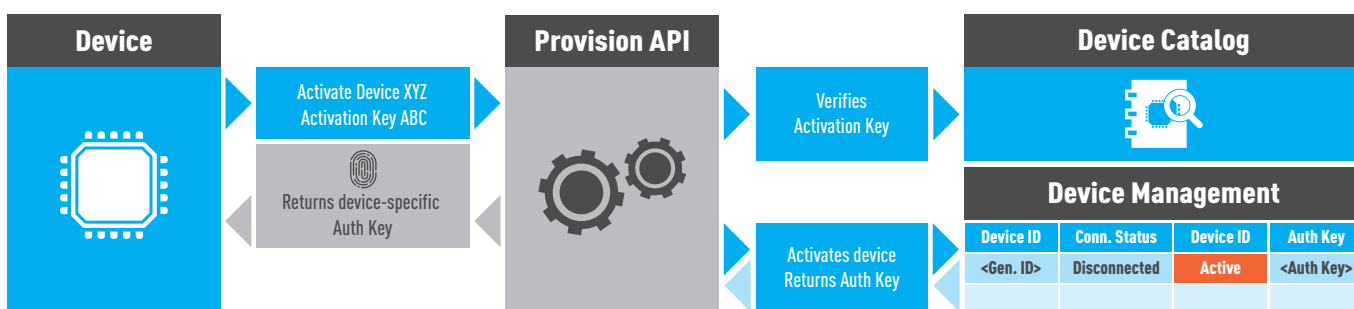 Device
Provision API
Device Catalog
Activate Device XYZ
Activation Key ABC
Verifies
Activation Key
Returns device-specific
Auth Key
Device Management
Activates device
Returns Auth Key
Device ID Conn. Status Device ID Auth Key
<Gen. ID> Disconnected Active <Auth Key>